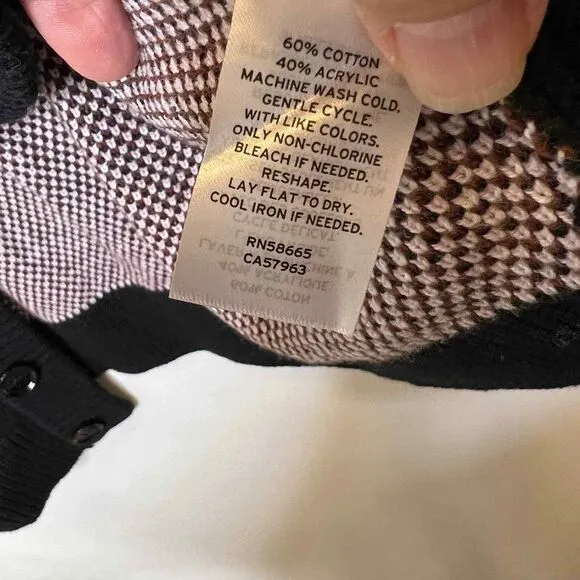 60% COTTON
40% ACRYLIC
MACHINE WASH COLD.
GENTLE CYCLE.
WITH LIKE COLORS.
ONLY NON-CHLORINE
BLEACH IF NEEDED.
RESHAPE.
LAY FLAT TO DRY.
COOL IRON IF NEEDED.
RN58665
CA57963